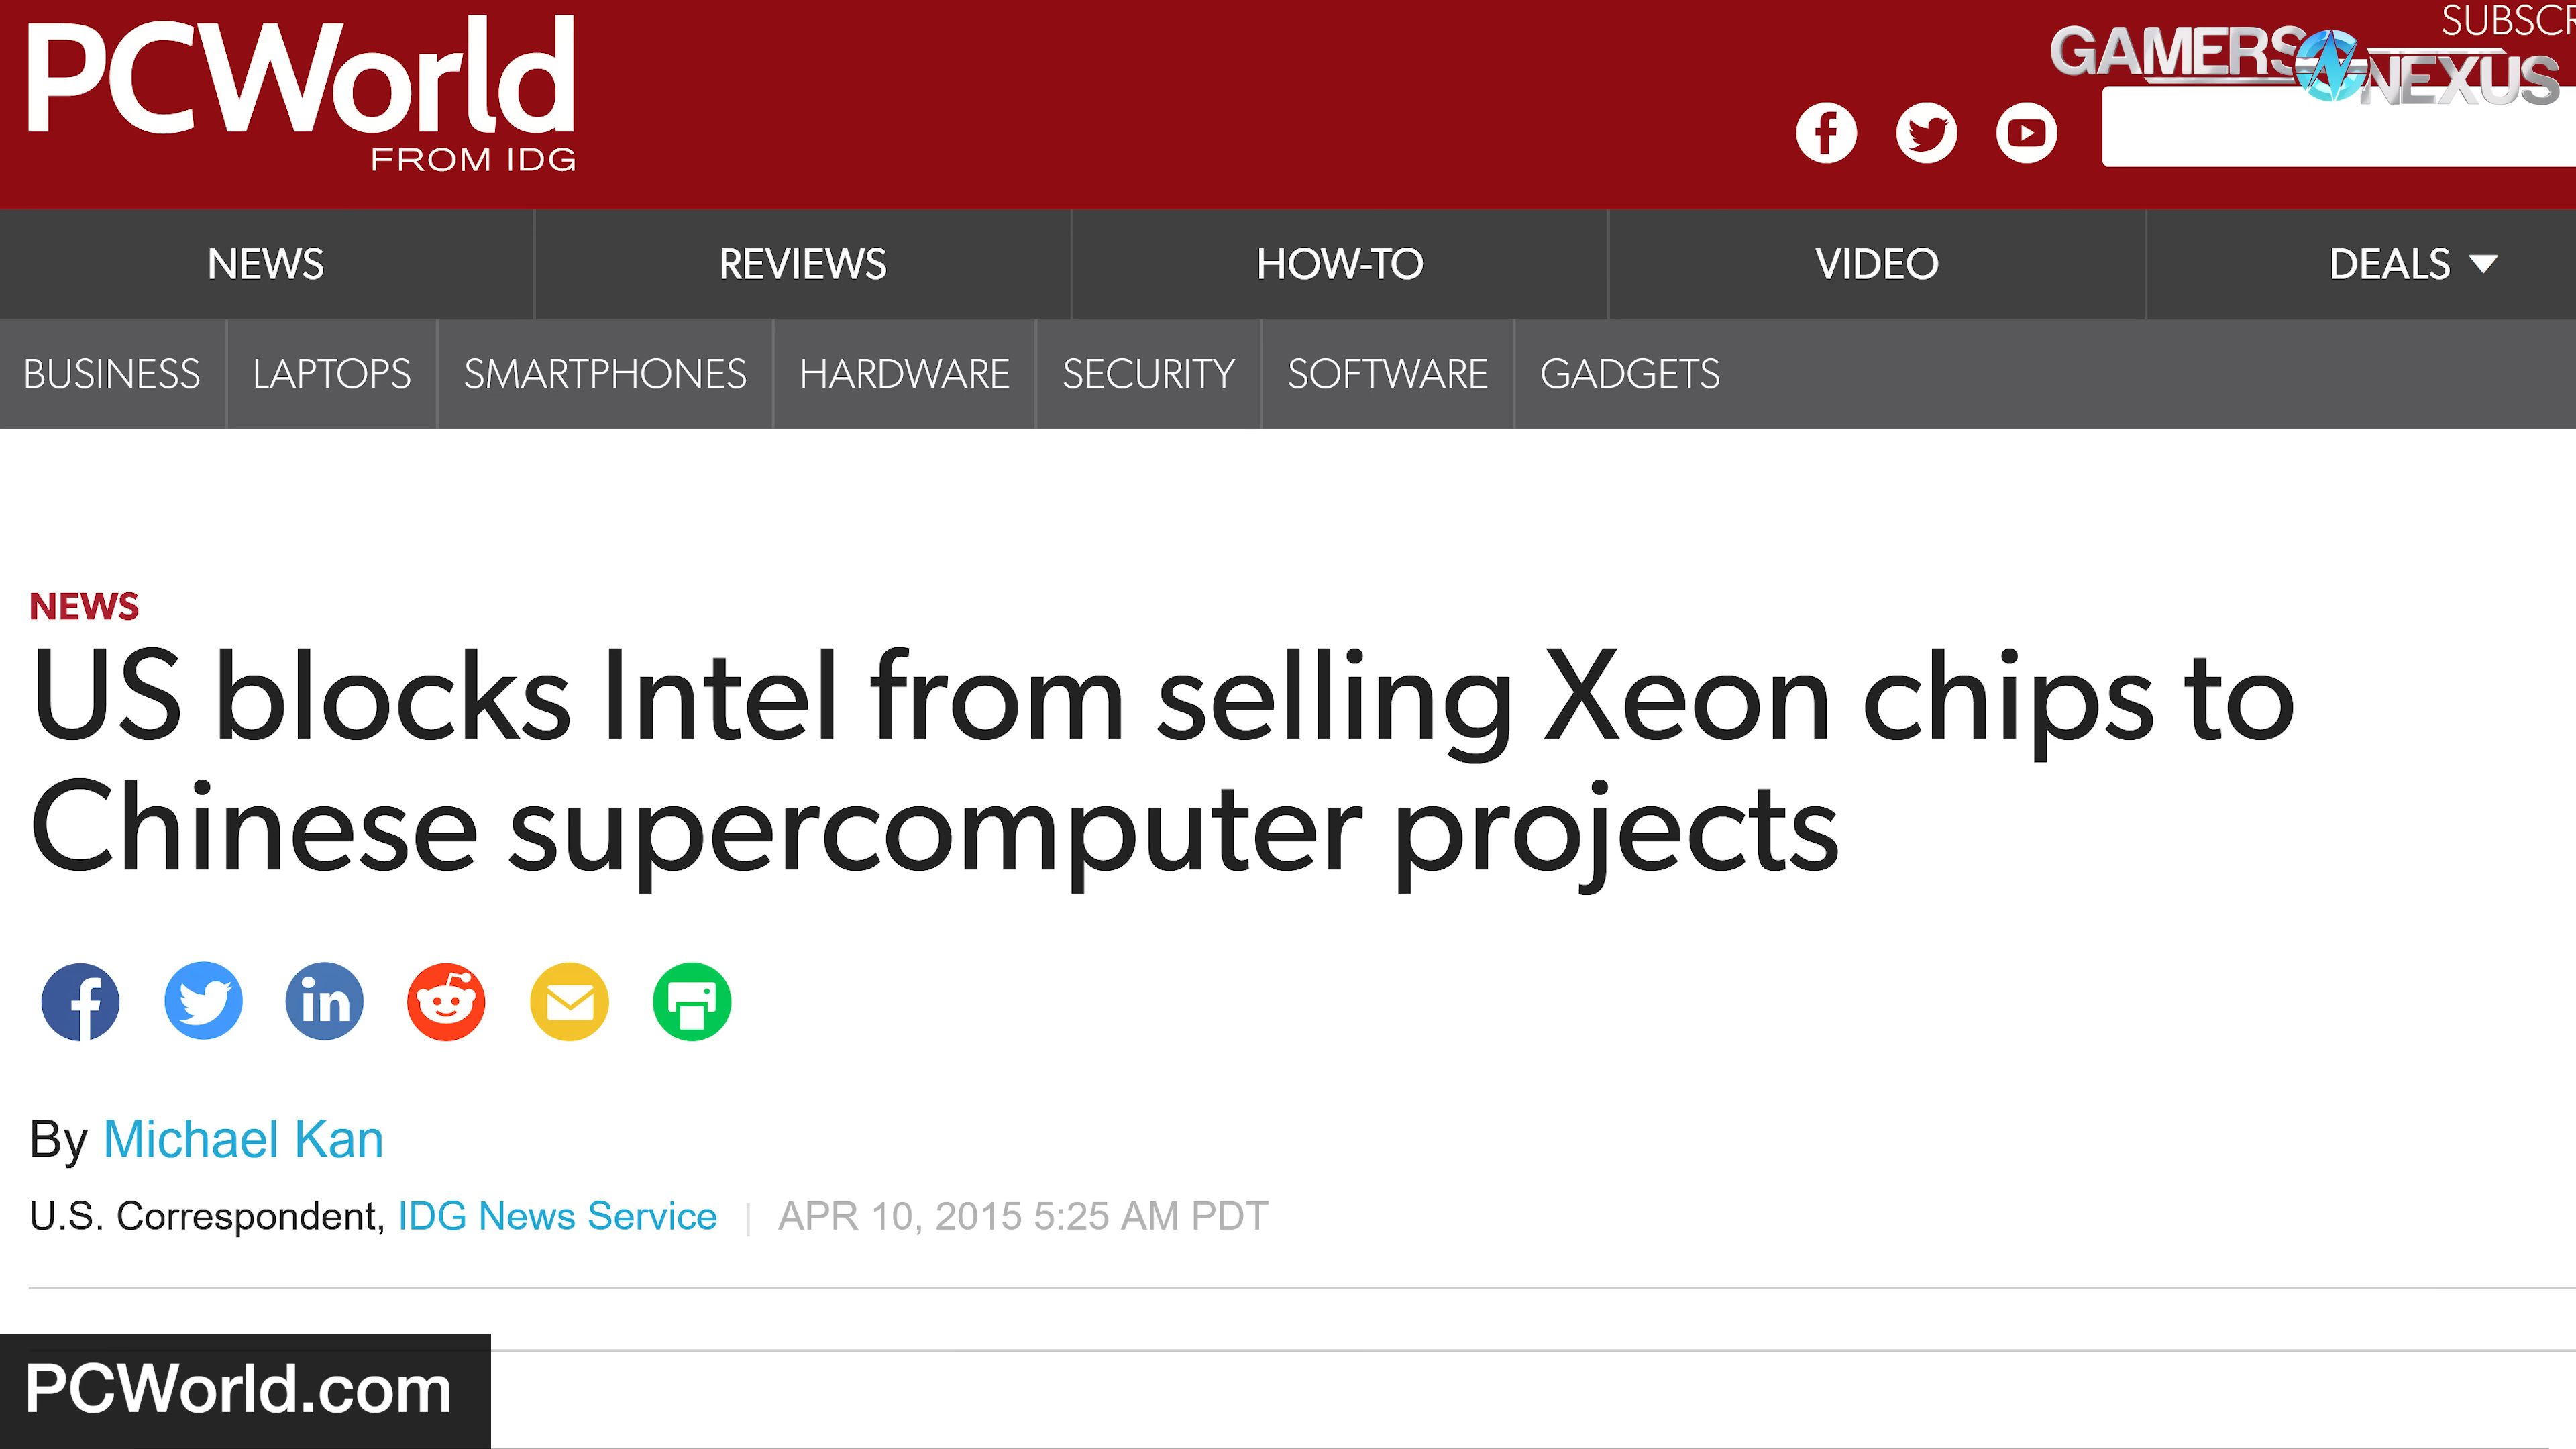 PCWorld
FROM IDG
GAMERS NEXUS
NEWS
REVIEWS
HOW-TO
VIDEO
DEALS
BUSINESS
LAPTOPS
SMARTPHONES
HARDWARE
SECURITY
SOFTWARE
GADGETS
NEWS
US blocks Intel from selling Xeon chips to
Chinese supercomputer projects
By Michael Kan
U.S. Correspondent, IDG News Service | APR 10, 2015 5:25 AM PDT
PCWorld.com